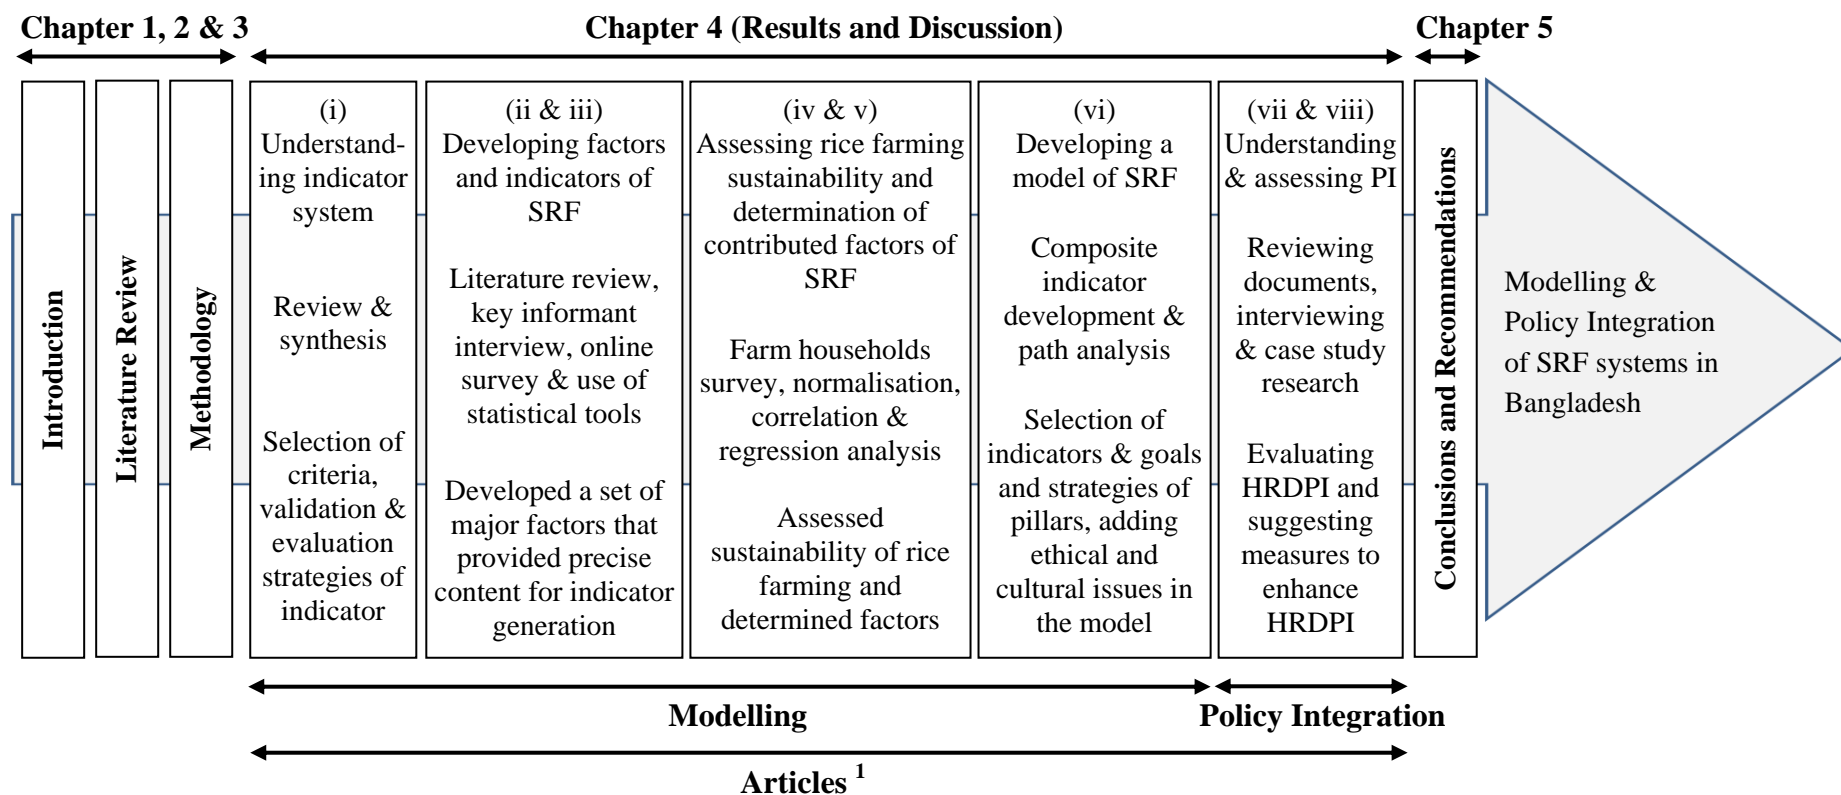 Chapter 1, 2 & 3
Chapter 4 (Results and Discussion)
Chapter 5
Introduction
Literature Review
Methodology
(i)
Understand-
ing indicator
system
Review &
synthesis
Selection of
criteria,
validation &
evaluation
strategies of
indicator
(ii & iii)
Developing factors
and indicators of
SRF
Literature review,
key informant
interview, online
survey & use of
statistical tools
Developed a set of
major factors that
provided precise
content for indicator
generation
(iv & v)
Assessing rice farming
sustainability and
determination of
contributed factors of
SRF
Farm households
survey, normalisation,
correlation &
regression analysis
Assessed
sustainability of rice
farming and
determined factors
(vi)
Developing a
model of SRF
Composite
indicator
development &
path analysis
Selection of
indicators & goals
and strategies of
pillars, adding
ethical and
cultural issues in
the model
(vii & viii)
Understanding
& assessing PI
Reviewing
documents,
interviewing
& case study
research
Evaluating
HRDPI and
suggesting
measures to
enhance
HRDPI
Conclusions and Recommendations
Modelling &
Policy Integration
of SRF systems in
Bangladesh
Modelling
Policy Integration
Articles 1